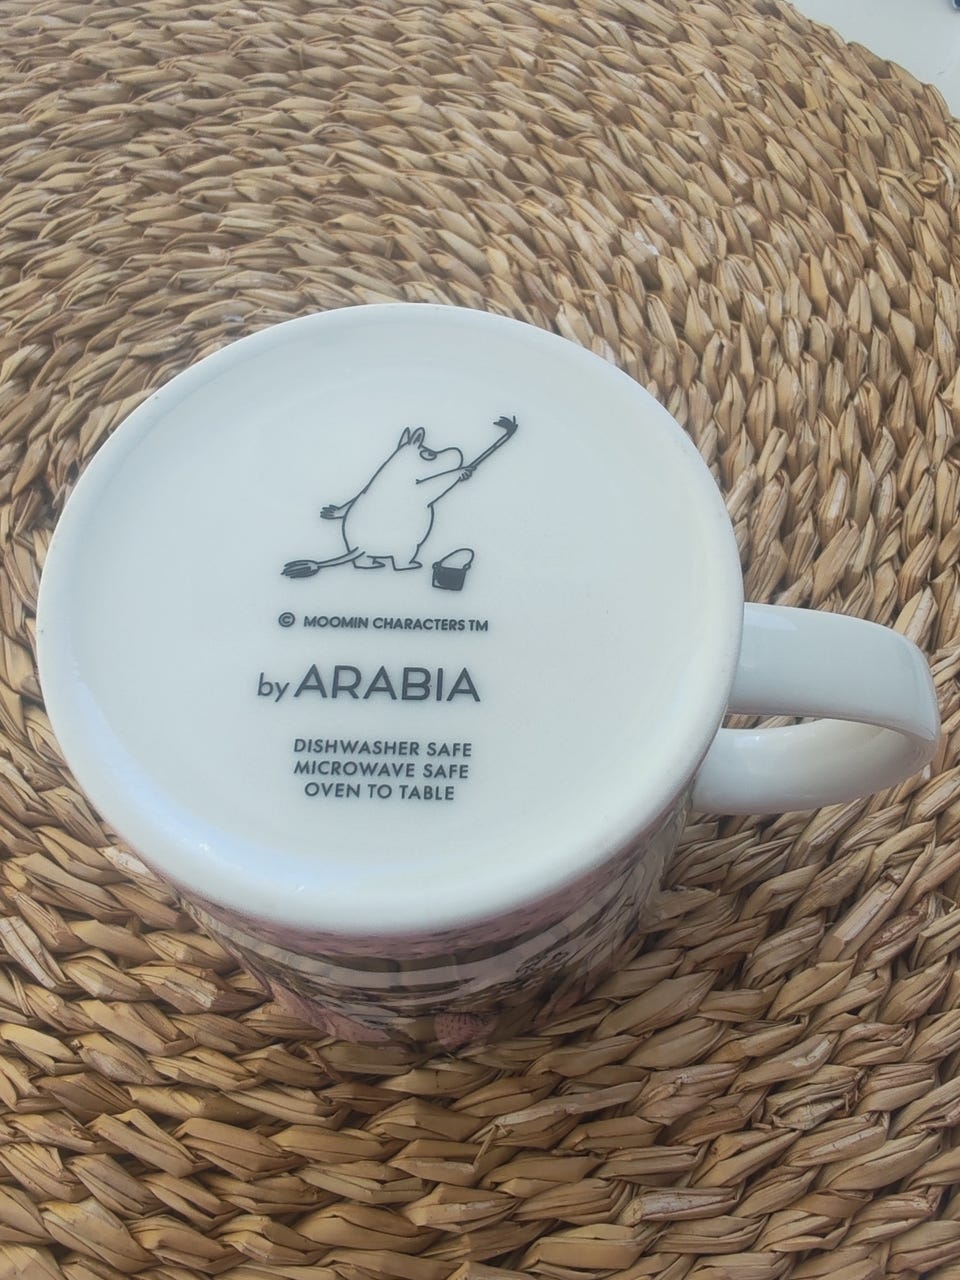 © MOOMIN CHARACTERS TM
by ARABIA
DISHWASHER SAFE
MICROWAVE SAFE
OVEN TO TABLE